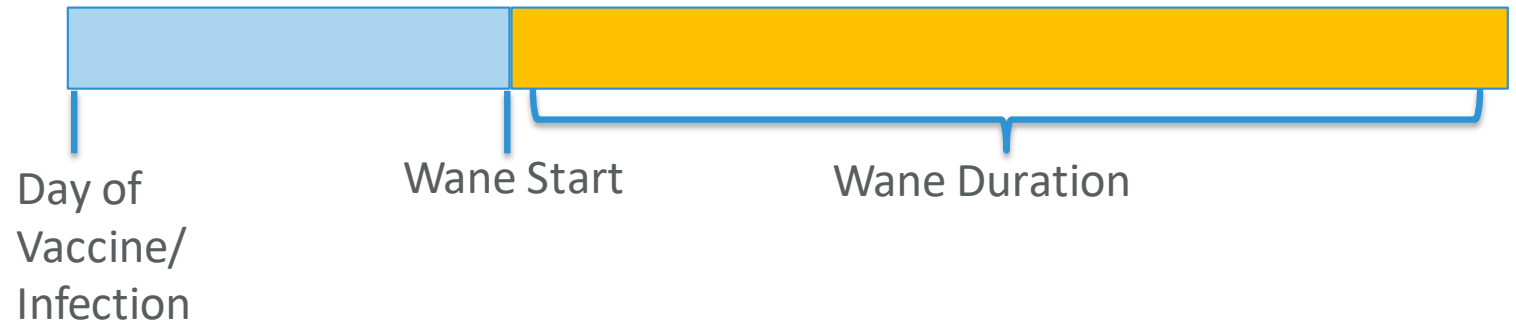 Day of
Vaccine/
Infection
Wane Start
Wane Duration